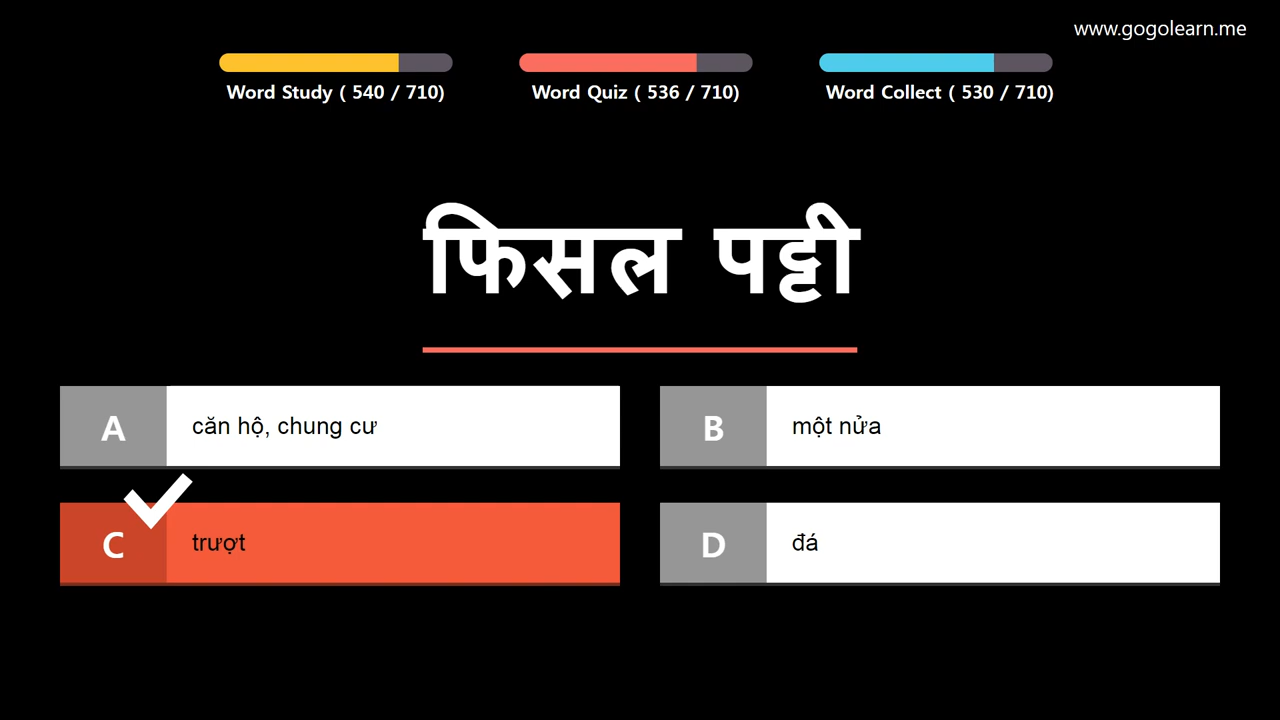 www.gogolearn.me
Word Study ( 540 / 710)
Word Quiz ( 536 / 710)
Word Collect ( 530 / 710)
फिसल पट्टी
A
căn hộ, chung cư
B
một nửa
C
trượt
D
đá